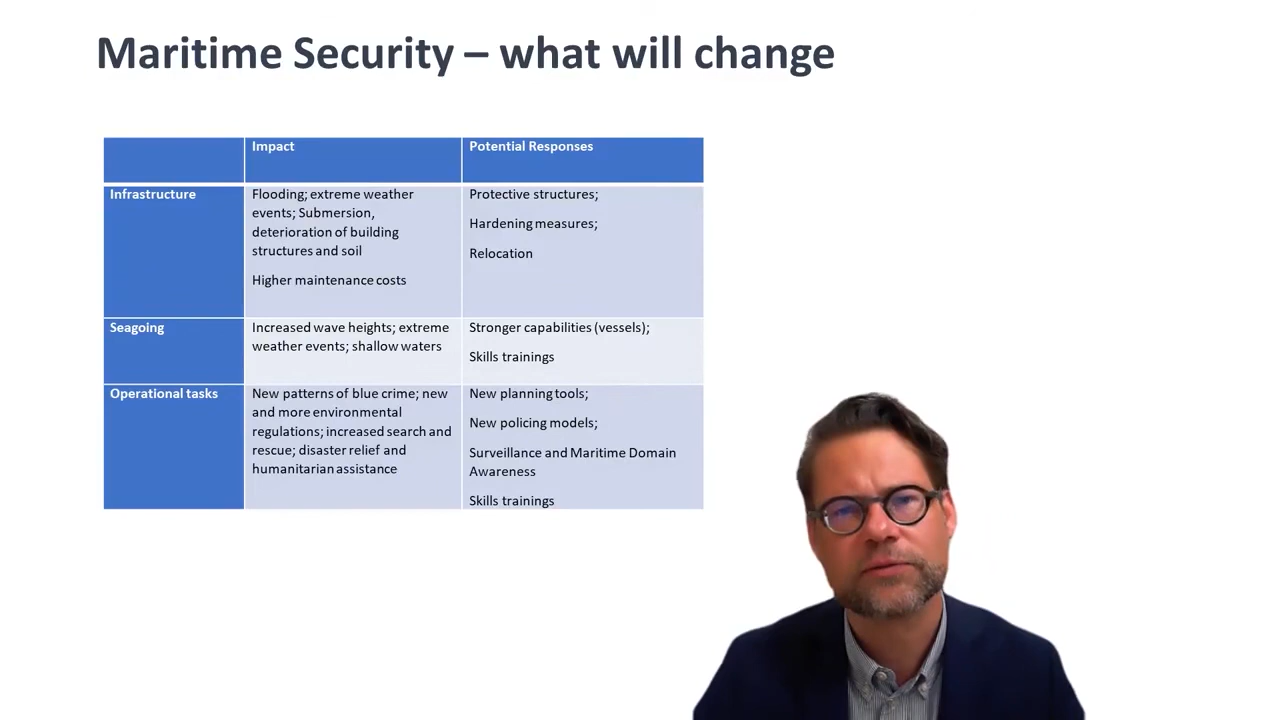 Maritime Security – what will change
Impact
Potential Responses
Infrastructure
Flooding; extreme weather
events; Submersion,
deterioration of building
structures and soil
Higher maintenance costs
Protective structures;
Hardening measures;
Relocation
Seagoing
Increased wave heights; extreme
weather events; shallow waters
Stronger capabilities (vessels);
Skills trainings
Operational tasks
New patterns of blue crime; new
and more environmental
regulations; increased search and
rescue; disaster relief and
humanitarian assistance
New planning tools;
New policing models;
Surveillance and Maritime Domain
Awareness
Skills trainings